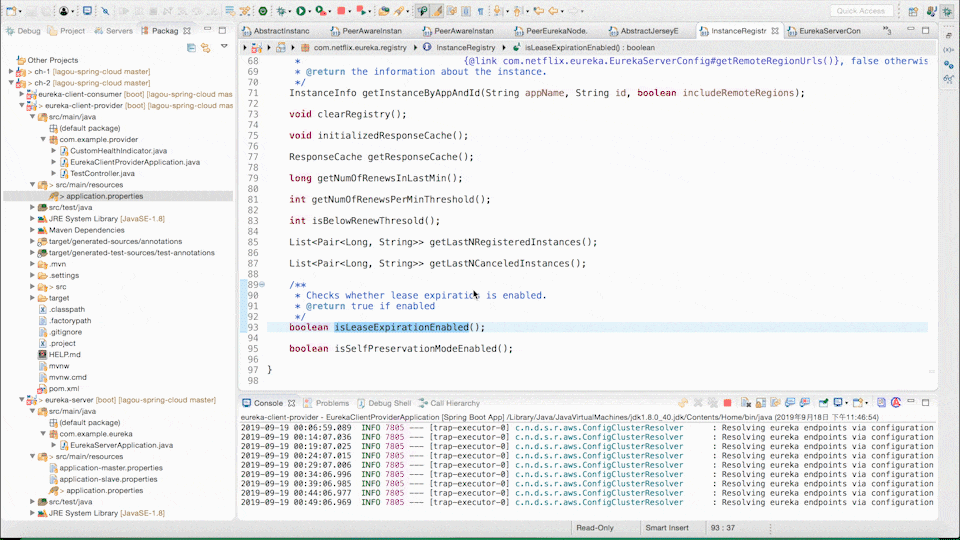 Quick Access
Debug
Project
Servers
Packag
Other Projects
ch-1 (lagou-spring-cloud master)
ch-2 (lagou-spring-cloud master)
eureka-client-consumer [boot] [lagou-spring-cloud mas
eureka-client-provider [boot] [lagou-spring-cloud mast
src/main/java
(default package)
com.example.provider
CustomHealthIndicator.java
EurekaClientProviderApplication.java
TestController.java
> src/main/resources
> application.properties
src/test/java
JRE System Library [JavaSE-1.8]
Maven Dependencies
target/generated-sources/annotations
target/generated-test-sources/test-annotations
.mvn
.settings
> src
target
.classpath
.factorypath
.gitignore
.project
HELP.md
mvnw
mvnw.cmd
pom.xml
eureka-server [boot] [lagou-spring-cloud master]
src/main/java
(default package)
com.example.eureka
EurekaServerApplication.java
src/main/resources
application-master.properties
application-slave.properties
> application.properties
src/test/java
JRE System Library [JavaSE-1.8]
AbstractInstanc
PeerAwareInstan
PeerAwareInstan
PeerEurekaNode.
AbstractJerseyE
InstanceRegistr
EurekaServerCon
com.netflix.eureka.registry
InstanceRegistry
isLeaseExpirationEnabled() : boolean
68 * {@link com.netflix.eureka.EurekaServerConfig#getRemoteRegionUrls()}, false otherwis
69 * @return the information about the instance.
70 */
71 InstanceInfo getInstanceByAppAndId(String appName, String id, boolean includeRemoteRegions);
72
73 void clearRegistry();
74
75 void initializedResponseCache();
76
77 ResponseCache getResponseCache();
78
79 long getNumOfRenewsInLastMin();
80
81 int getNumOfRenewsPerMinThreshold();
82
83 int isBelowRenewThresold();
84
85 List<Pair<Long, String>> getLastNRegisteredInstances();
86
87 List<Pair<Long, String>> getLastNCanceledInstances();
88
89 /**
90 * Checks whether lease expiration is enabled.
91 * @return true if enabled
92 */
93 boolean isLeaseExpirationEnabled();
94
95 boolean isSelfPreservationModeEnabled();
96
97 }
98
Console
Problems
Debug Shell
Call Hierarchy
eureka-client-provider - EurekaClientProviderApplication [Spring Boot App] /Library/Java/JavaVirtualMachines/jdk1.8.0_40.jdk/Contents/Home/bin/java (2019年9月18日 下午11:46:54)
2019-09-19 00:06:59.089 INFO 7805 --- [trap-executor-0] c.n.d.s.r.aws.ConfigClusterResolver : Resolving eureka endpoints via configuration
2019-09-19 00:14:07.036 INFO 7805 --- [trap-executor-0] c.n.d.s.r.aws.ConfigClusterResolver : Resolving eureka endpoints via configuration
2019-09-19 00:19:07.025 INFO 7805 --- [trap-executor-0] c.n.d.s.r.aws.ConfigClusterResolver : Resolving eureka endpoints via configuration
2019-09-19 00:24:07.015 INFO 7805 --- [trap-executor-0] c.n.d.s.r.aws.ConfigClusterResolver : Resolving eureka endpoints via configuration
2019-09-19 00:29:07.006 INFO 7805 --- [trap-executor-0] c.n.d.s.r.aws.ConfigClusterResolver : Resolving eureka endpoints via configuration
2019-09-19 00:34:06.996 INFO 7805 --- [trap-executor-0] c.n.d.s.r.aws.ConfigClusterResolver : Resolving eureka endpoints via configuration
2019-09-19 00:39:06.985 INFO 7805 --- [trap-executor-0] c.n.d.s.r.aws.ConfigClusterResolver : Resolving eureka endpoints via configuration
2019-09-19 00:44:06.977 INFO 7805 --- [trap-executor-0] c.n.d.s.r.aws.ConfigClusterResolver : Resolving eureka endpoints via configuration
2019-09-19 00:49:06.969 INFO 7805 --- [trap-executor-0] c.n.d.s.r.aws.ConfigClusterResolver : Resolving eureka endpoints via configuration
Read-Only
Smart Insert
93 : 37